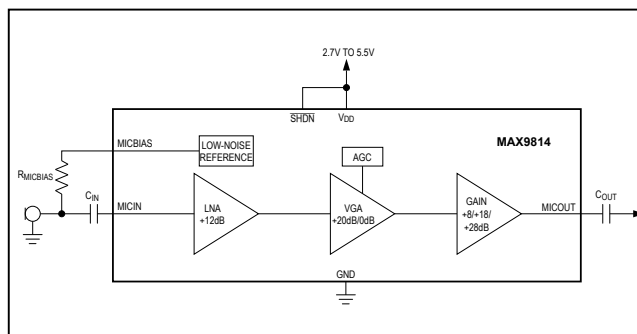 2.7V TO 5.5V
SHDN
VDD
MAX9814
MICBIAS
LOW-NOISE
REFERENCE
AGC
RMICBIAS
CIN
MICIN
LNA
+12dB
VGA
+20dB/0dB
GAIN
+8/+18/
+28dB
MICOUT
COUT
GND